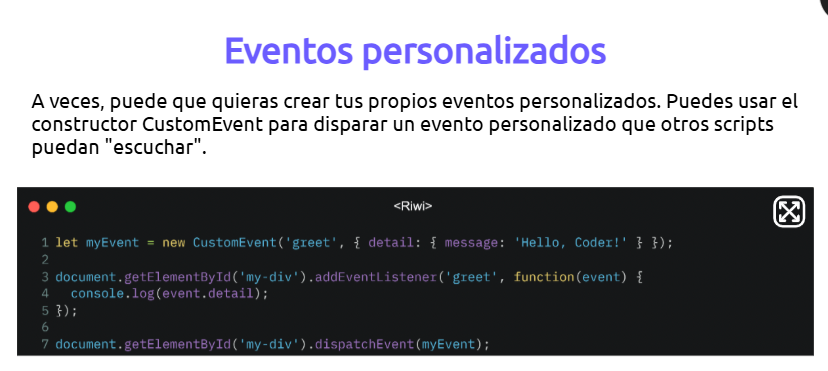 Eventos personalizados
A veces, puede que quieras crear tus propios eventos personalizados. Puedes usar el
constructor CustomEvent para disparar un evento personalizado que otros scripts
puedan "escuchar".
<Riwi>
1 let myEvent = new CustomEvent('greet', { detail: { message: 'Hello, Coder!' } });
2
3 document.getElementById('my-div').addEventListener('greet', function(event) {
4   console.log(event.detail);
5 });
6
7 document.getElementById('my-div').dispatchEvent(myEvent);